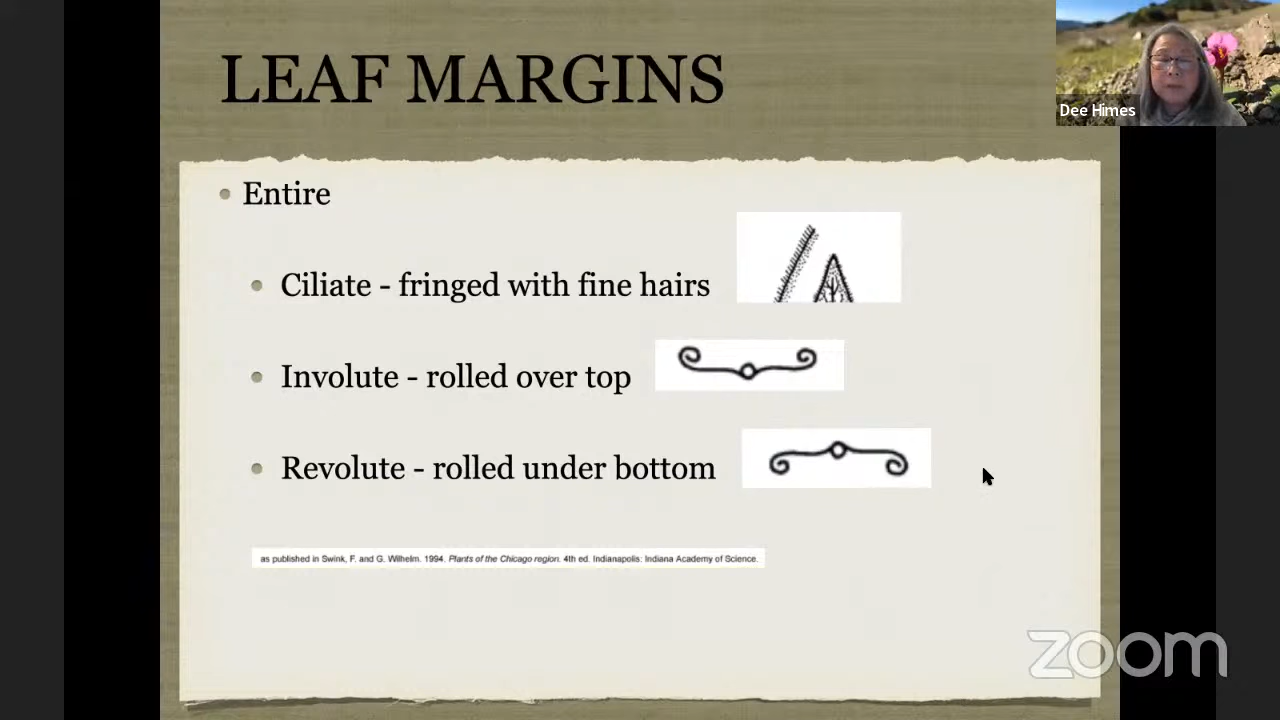 LEAF MARGINS
Dee Himes
Entire
Ciliate - fringed with fine hairs
Involute - rolled over top
Revolute - rolled under bottom
as published in Swink, F. and G. Wilhelm. 1994. Plants of the Chicago region. 4th ed. Indianapolis: Indiana Academy of Science.
zoom